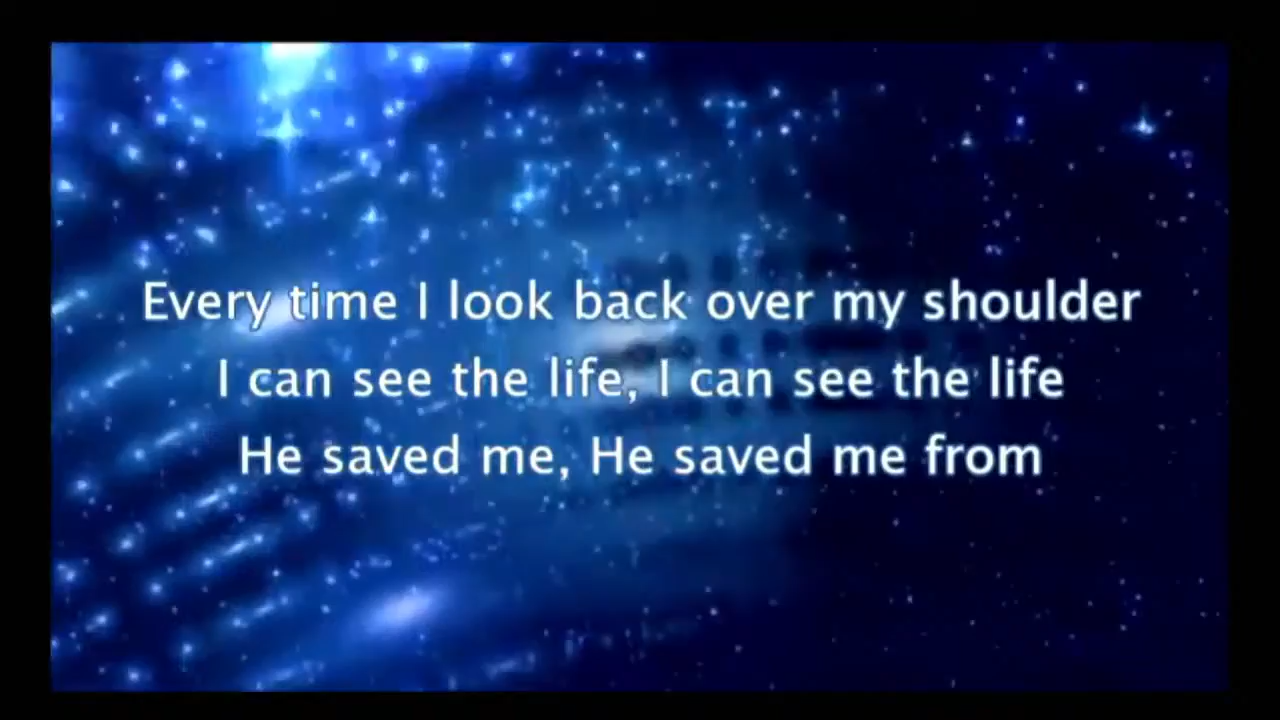 Every time I look back over my shoulder
I can see the life, I can see the life
He saved me, He saved me from